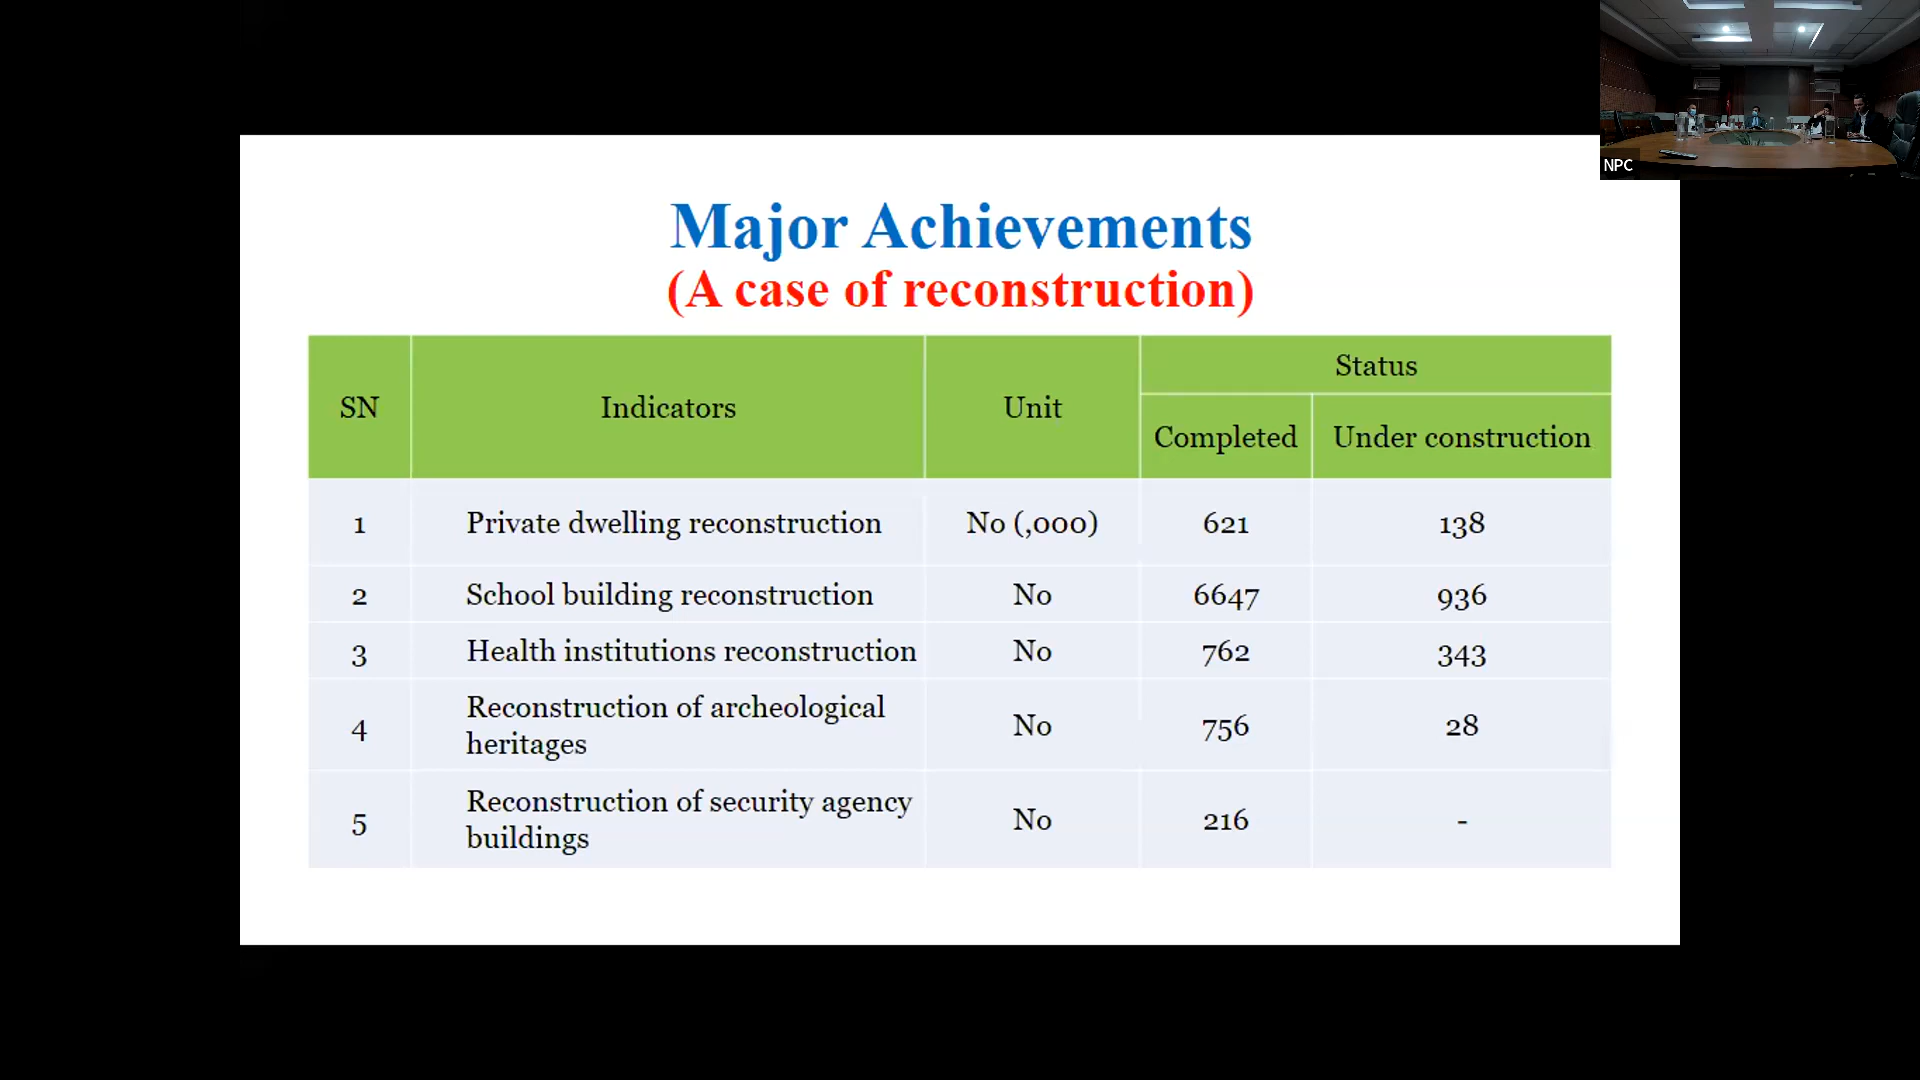 NPC
Major Achievements
(A case of reconstruction)
SN Indicators Unit Status
Completed Under construction
1 Private dwelling reconstruction No (,000) 621 138
2 School building reconstruction No 6647 936
3 Health institutions reconstruction No 762 343
4 Reconstruction of archeological heritages No 756 28
5 Reconstruction of security agency buildings No 216 -